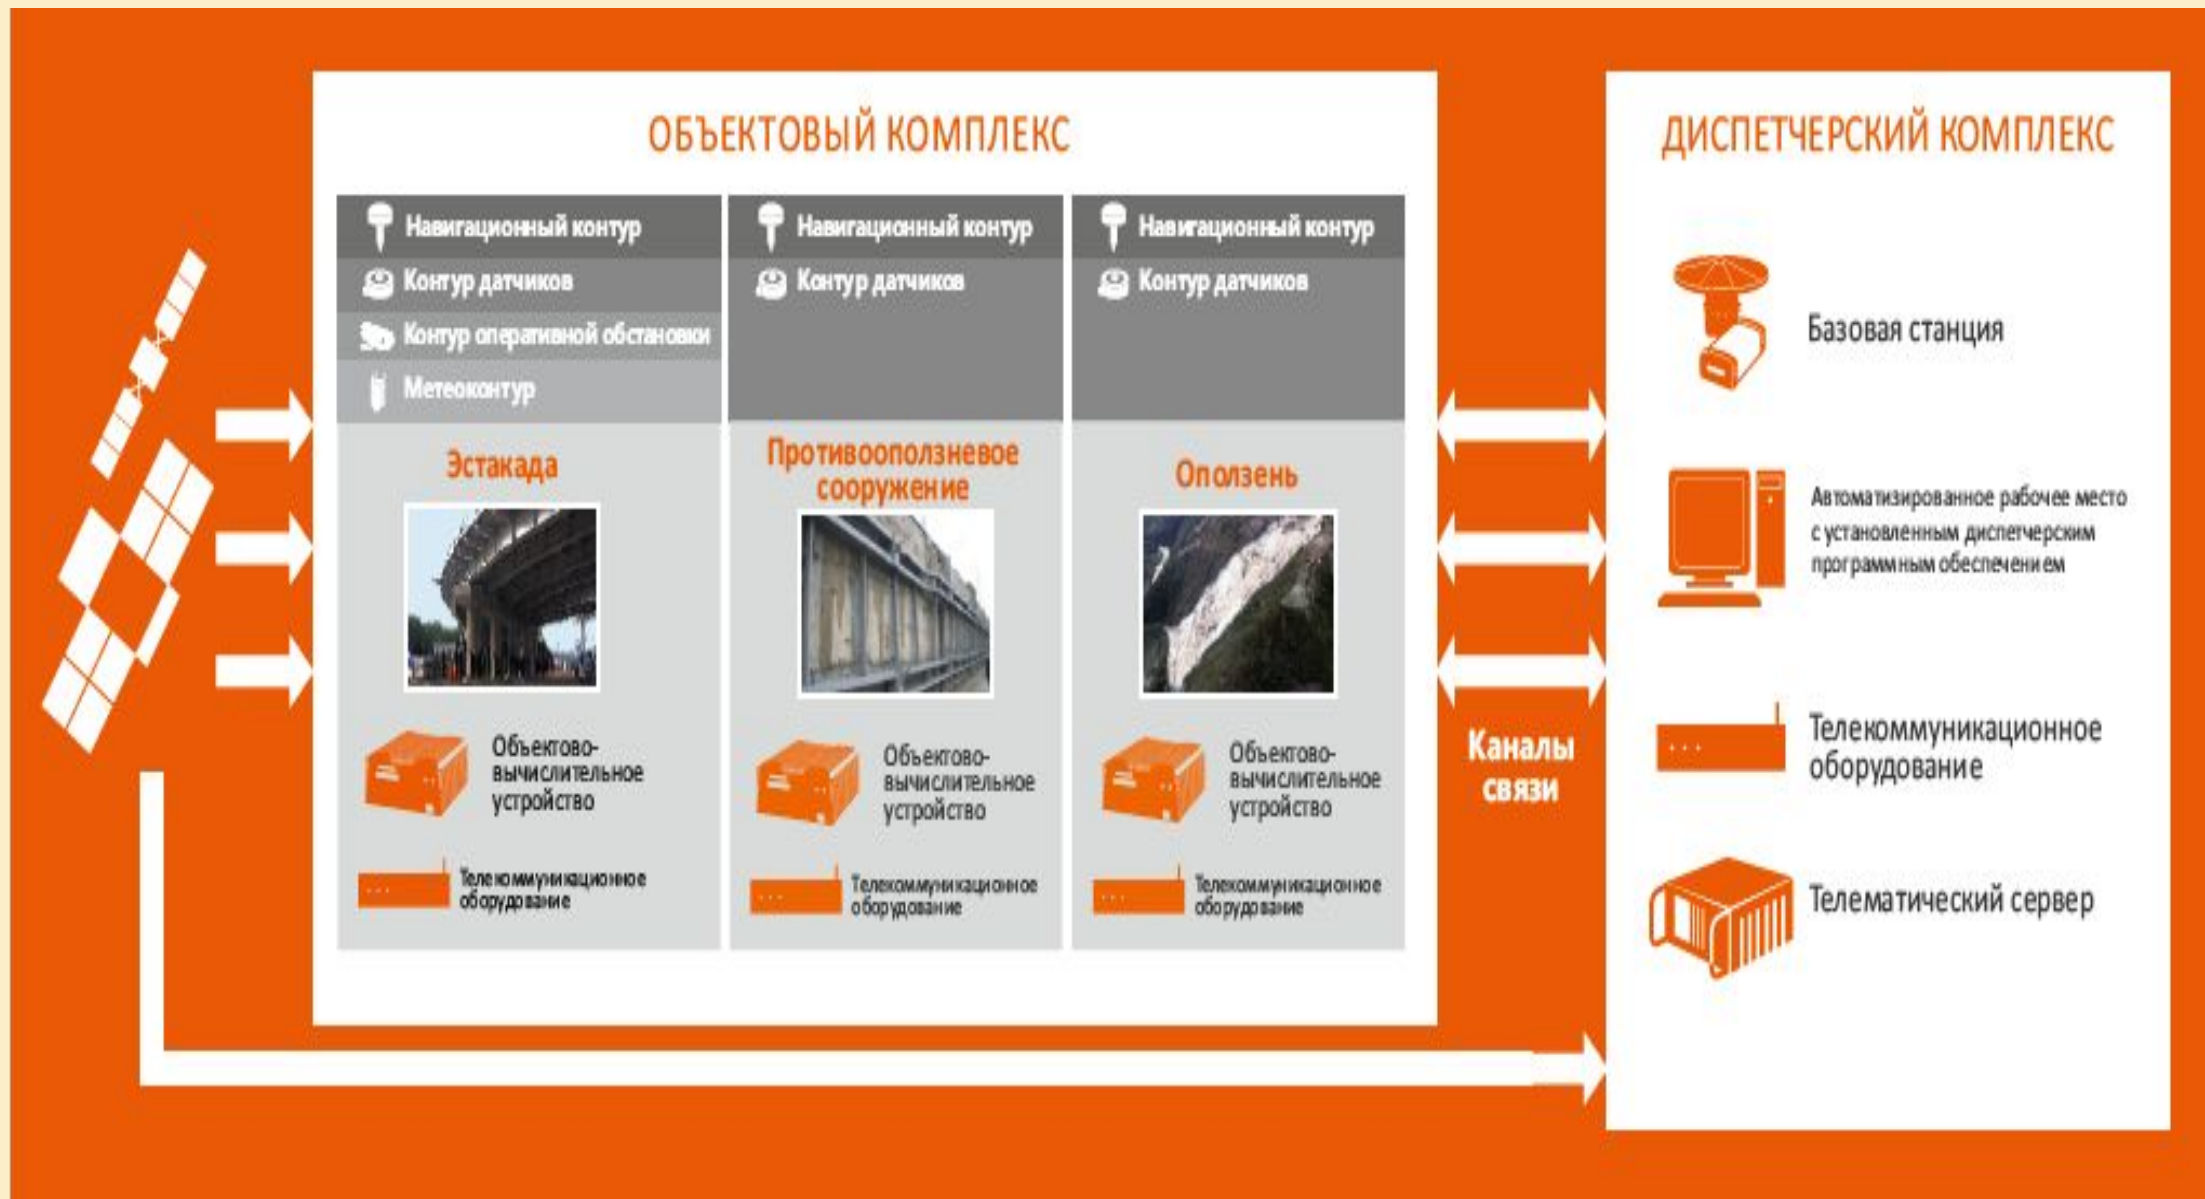 ОБЪЕКТОВЫЙ КОМПЛЕКС
Навигационный контур
Контур датчиков
Контур оперативной обстановки
Метеоконтур
Эстакада
Объектово-
вычислительное
устройство
Телекоммуникационное
оборудование
Навигационный контур
Контур датчиков
Противооползневое
сооружение
Объектово-
вычислительное
устройство
Телекоммуникационное
оборудование
Навигационный контур
Контур датчиков
Оползень
Объектово-
вычислительное
устройство
Телекоммуникационное
оборудование
Каналы
связи
ДИСПЕТЧЕРСКИЙ КОМПЛЕКС
Базовая станция
Автоматизированное рабочее место
с установленным диспетчерским
программным обеспечением
Телекоммуникационное
оборудование
Телематический сервер